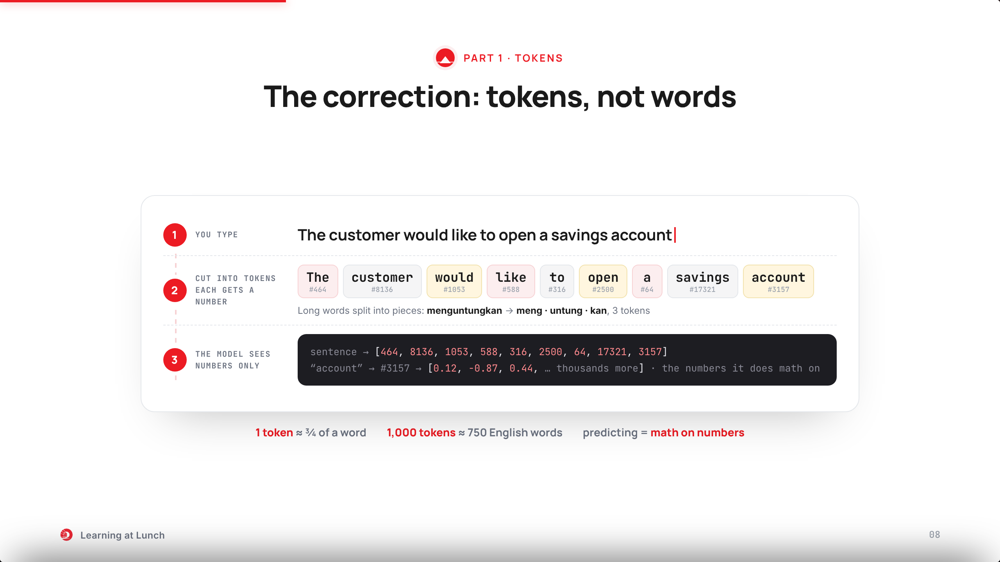 PART 1 · TOKENS
The correction: tokens, not words
1 YOU TYPE
The customer would like to open a savings account
2 CUT INTO TOKENS
EACH GETS A
NUMBER
The customer would like to open a savings account
#464 #8136 #1053 #588 #316 #2500 #64 #17321 #3157
Long words split into pieces: menguntungkan → meng · untung · kan, 3 tokens
3 THE MODEL SEES
NUMBERS ONLY
sentence → [464, 8136, 1053, 588, 316, 2500, 64, 17321, 3157]
“account” → #3157 → [0.12, -0.87, 0.44, … thousands more] · the numbers it does math on
1 token ≈ ¾ of a word 1,000 tokens ≈ 750 English words predicting = math on numbers
Learning at Lunch
08